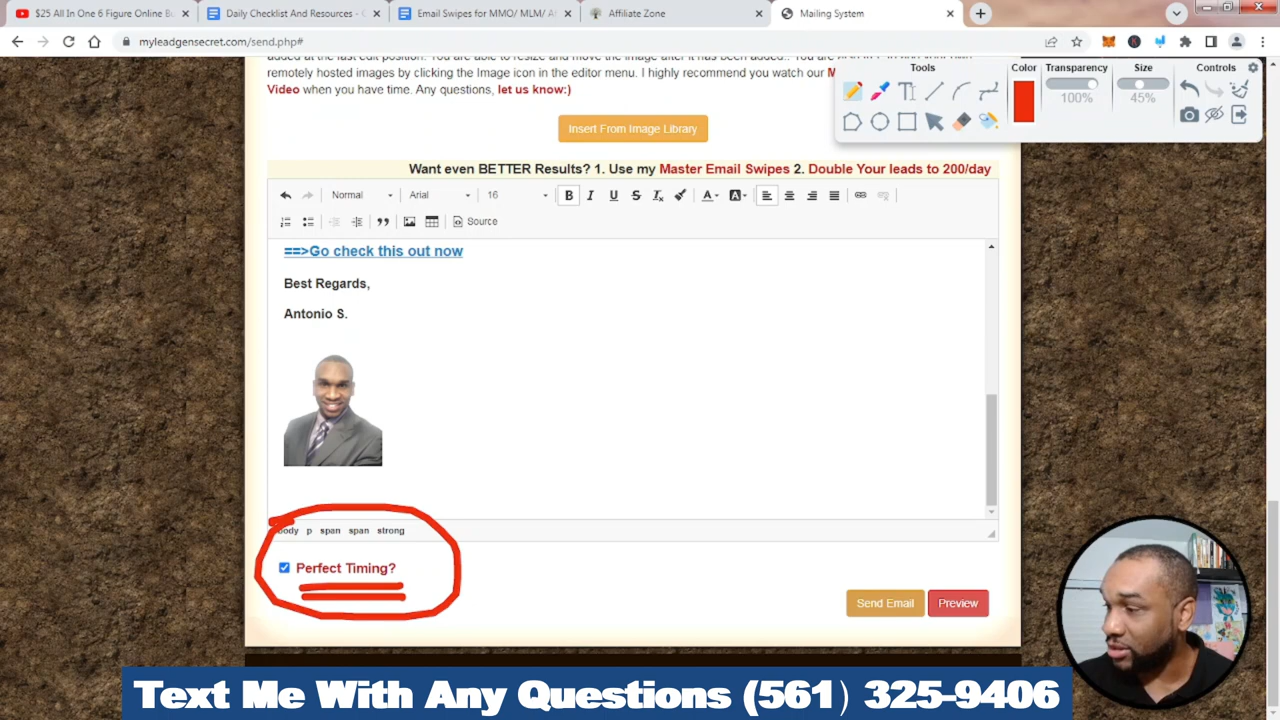 $25 All In One 6 Figure Online Bu
Daily Checklist And Resources - G
Email Swipes for MMO/ MLM/ A
Affiliate Zone
Mailing System
myleadgensecret.com/send.php#
remotely hosted images by clicking the Image icon in the editor menu. I highly recommend you watch our
Video when you have time. Any questions, let us know:)
Tools
Color
Transparency
Size
Controls
100%
45%
Insert From Image Library
Want even BETTER Results? 1. Use my Master Email Swipes 2. Double Your leads to 200/day
Normal
Arial
16
Source
==>Go check this out now
Best Regards,
Antonio S.
body p span span strong
Perfect Timing?
Send Email
Preview
Text Me With Any Questions (561) 325-9406